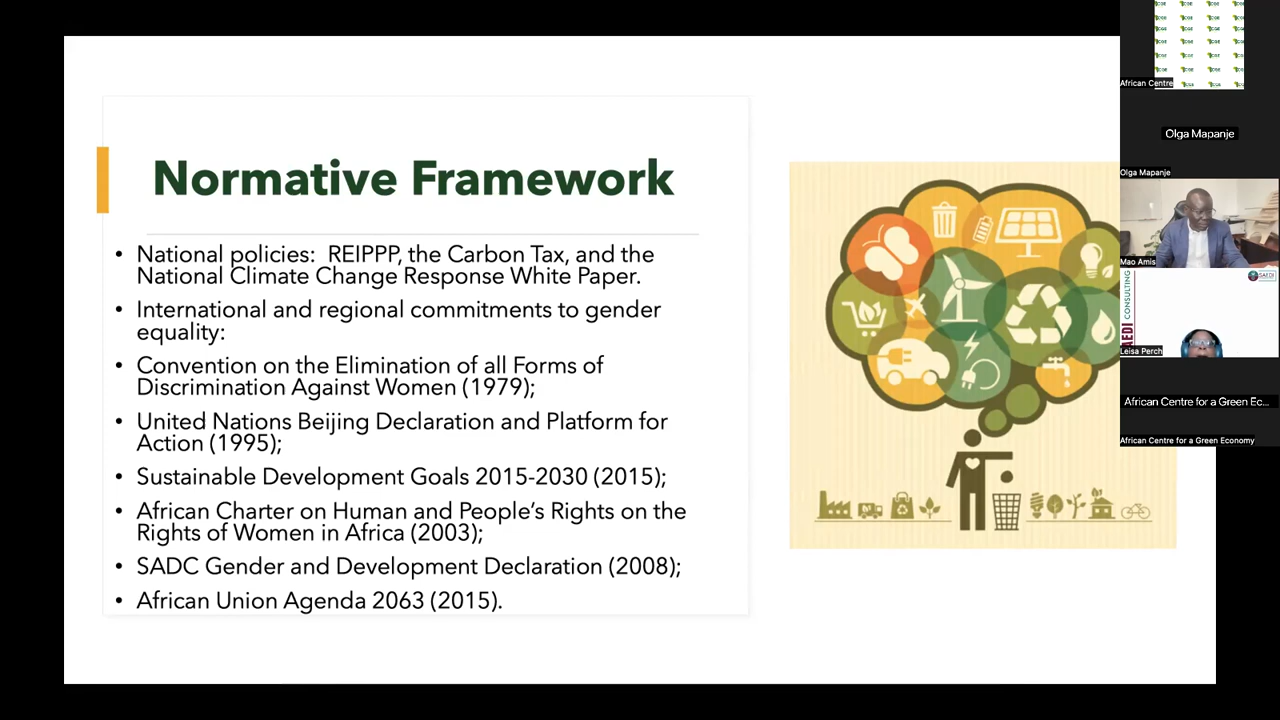 Normative Framework
• National policies:  REIPPP, the Carbon Tax, and the
National Climate Change Response White Paper.
• International and regional commitments to gender
equality:
• Convention on the Elimination of all Forms of
Discrimination Against Women (1979);
• United Nations Beijing Declaration and Platform for
Action (1995);
• Sustainable Development Goals 2015-2030 (2015);
• African Charter on Human and People’s Rights on the
Rights of Women in Africa (2003);
• SADC Gender and Development Declaration (2008);
• African Union Agenda 2063 (2015).
African Centre
Olga Mapanje
Olga Mapanje
Mao Amis
CONSULTING
Leisa Perch
African Centre for a Green Ec...
African Centre for a Green Economy